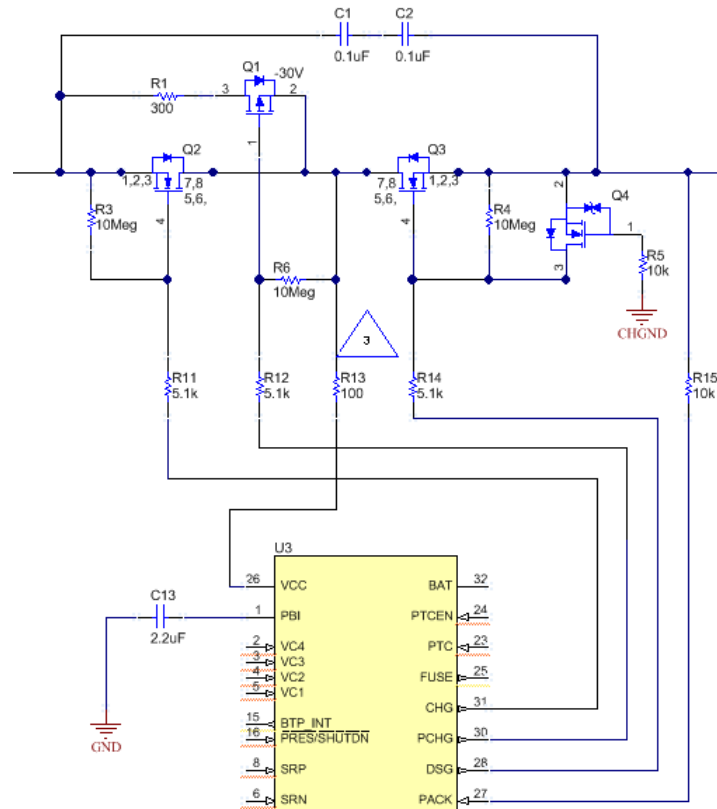 C1 C2
0.1uF 0.1uF
Q1 -30V
R1 3 2
300
1
Q2 Q3
1,2,3 7,8 7,8 1,2,3
5,6, 5,6,
2 Q4
R3 4 4 R4 1
10Meg 10Meg
R5
10k
R6 3
10Meg
CHGND
3
R11 R12 R13 R14 R15
5.1k 5.1k 100 5.1k 10k
U3
26 VCC BAT 32
C13 1 PBI PTCEN 24
2.2uF
2 VC4 PTC 23
3 VC3
4 VC2 FUSE 25
5 VC1
CHG 31
15 BTP_INT
16 PRES/SHUTDN PCHG 30
GND
8 SRP DSG 28
6 SRN PACK 27